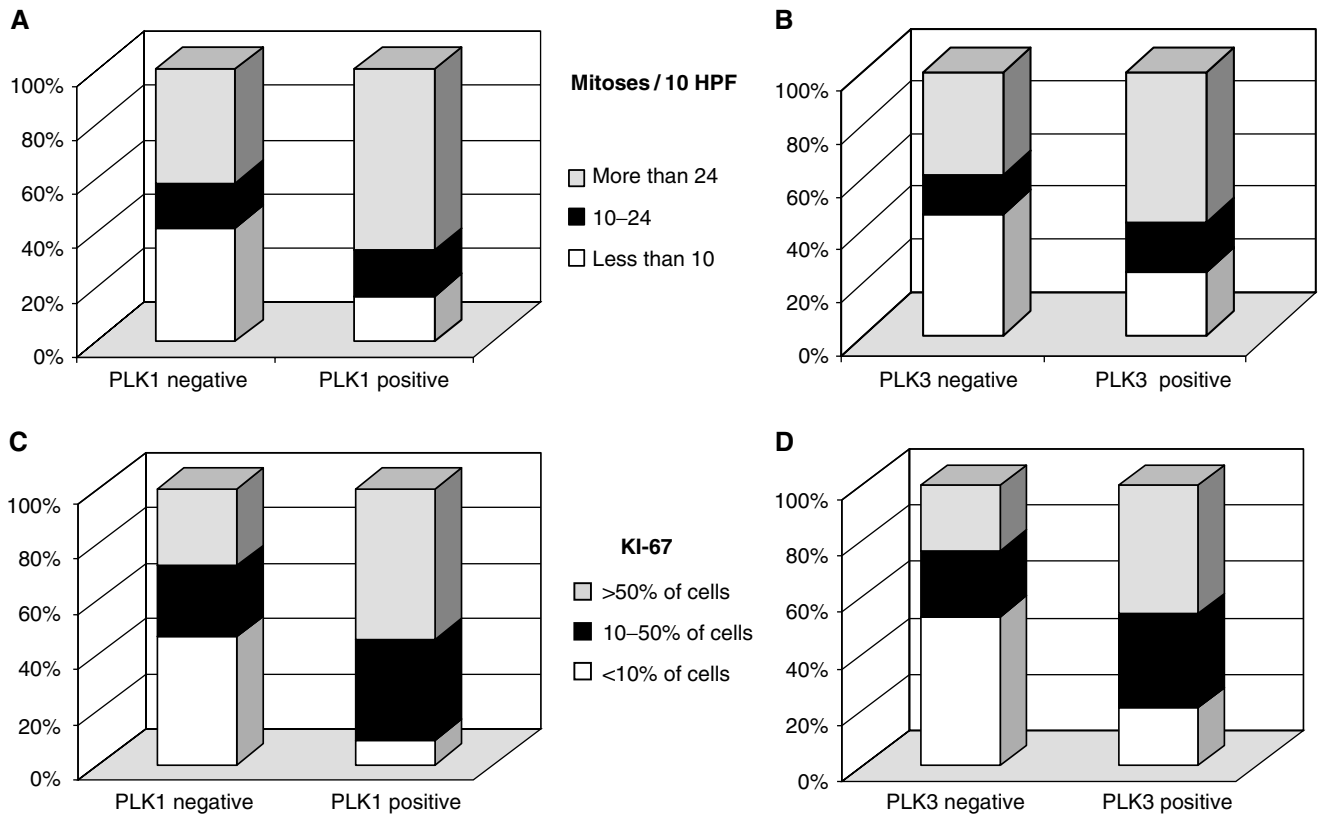 A
100%
80%
60%
40%
20%
0%
PLK1 negative
PLK1 positive
Mitoses / 10 HPF
More than 24
10–24
Less than 10
B
100%
80%
60%
40%
20%
0%
PLK3 negative
PLK3 positive
C
100%
80%
60%
40%
20%
0%
PLK1 negative
PLK1 positive
KI-67
>50% of cells
10–50% of cells
<10% of cells
D
100%
80%
60%
40%
20%
0%
PLK3 negative
PLK3 positive